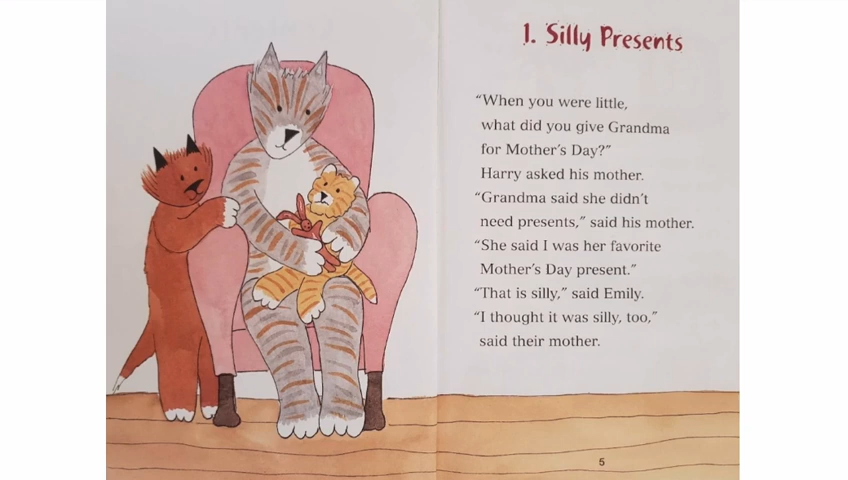 1. Silly Presents
“When you were little,
what did you give Grandma
for Mother’s Day?”
Harry asked his mother.
“Grandma said she didn’t
need presents,” said his mother.
“She said I was her favorite
Mother’s Day present.”
“That is silly,” said Emily.
“I thought it was silly, too,”
said their mother.
5